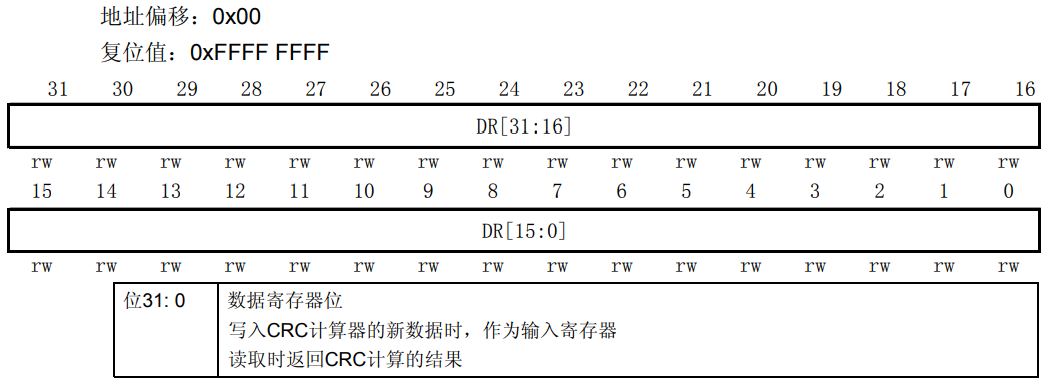 地址偏移：0x00
复位值：0xFFFF FFFF
31 30 29 28 27 26 25 24 23 22 21 20 19 18 17 16
DR[31:16]
rw rw rw rw rw rw rw rw rw rw rw rw rw rw rw rw
15 14 13 12 11 10 9 8 7 6 5 4 3 2 1 0
DR[15:0]
rw rw rw rw rw rw rw rw rw rw rw rw rw rw rw rw
位31: 0 数据寄存器位
写入CRC计算器的新数据时，作为输入寄存器
读取时返回CRC计算的结果